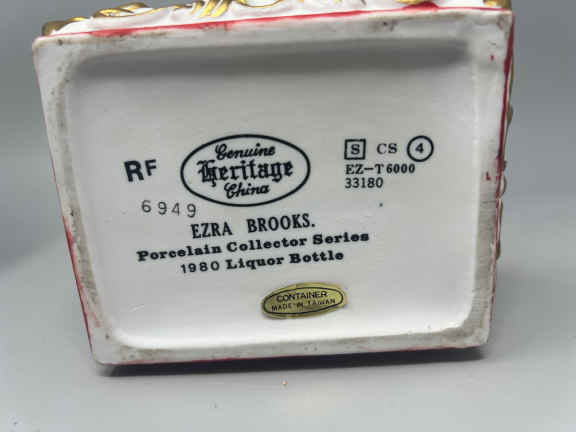 RF
6949
Genuine
Heritage
China
S CS 4
EZ-T6000
33180
EZRA BROOKS.
Porcelain Collector Series
1980 Liquor Bottle
CONTAINER
MADE IN TAIWAN